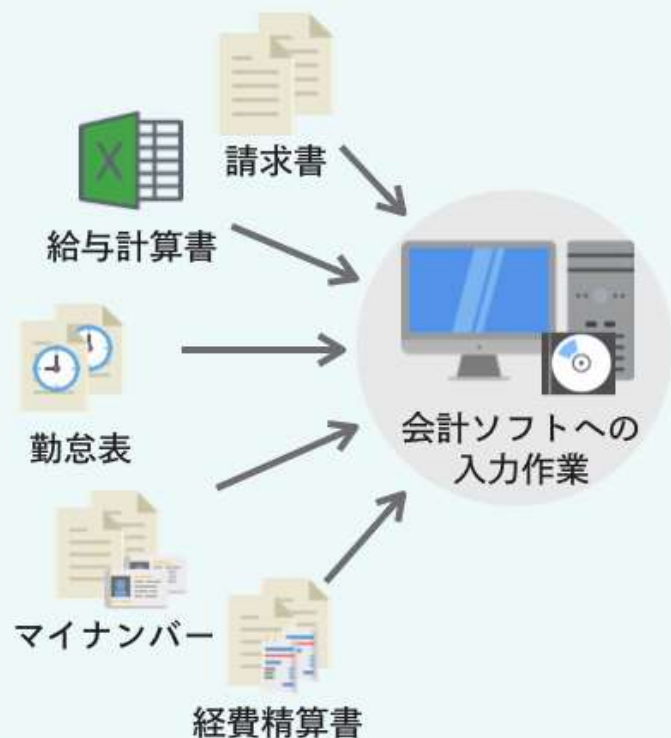 請求書
給与計算書
勤怠表
マイナンバー
経費精算書
会計ソフトへの
入力作業